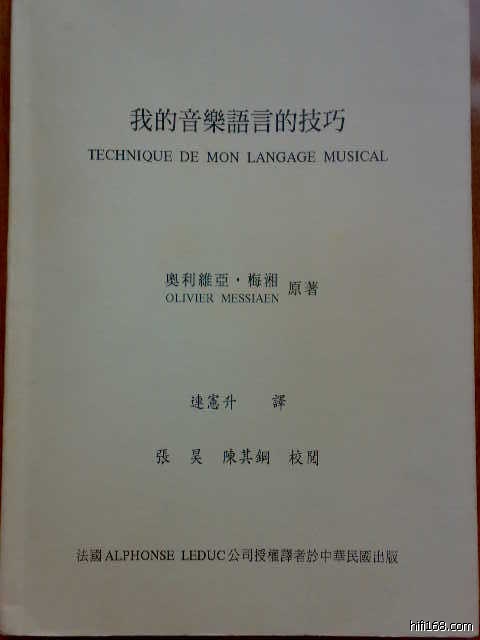 我的音樂語言的技巧
TECHNIQUE DE MON LANGAGE MUSICAL
奧利維亞·梅湘
OLIVIER MESSIAEN
原著
連憲升 譯
張 昊 陳其鋼 校閱
法國ALPHONSE LEDUC公司授權譯者於中華民國出版
hifi168.com